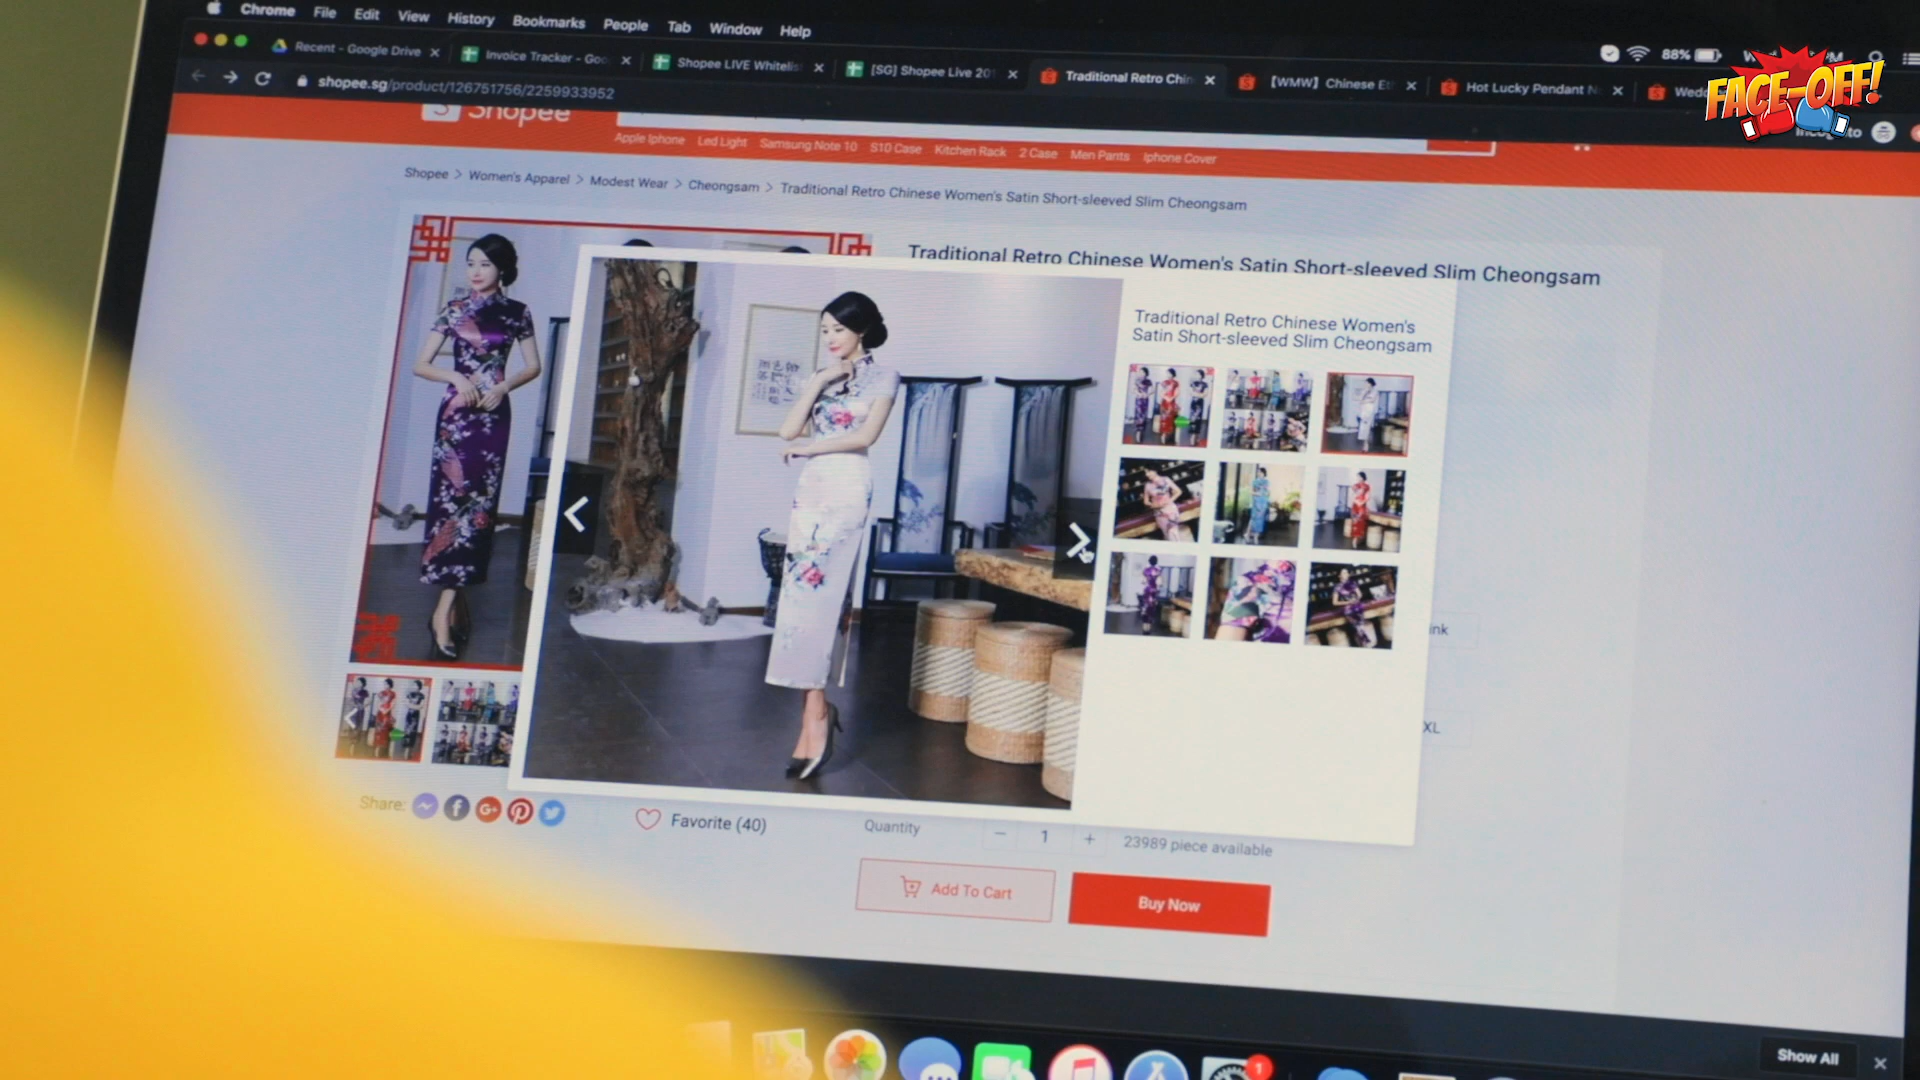 Chrome File Edit View History Bookmarks People Tab Window Help
88%
FACE-OFF!
Recent - Google Drive
Invoice Tracker - Goo
Shopee LIVE Whitelis
[SG] Shopee Live 201
Traditional Retro Chin
【WMW】Chinese Et
Hot Lucky Pendant N
Wedd
shopee.sg/product/126751756/2259933952
Shopee
Apple Iphone Led Light Samsung Note 10 S10 Case Kitchen Rack 2 Case Men Pants Iphone Cover
Shopee > Women's Apparel > Modest Wear > Cheongsam > Traditional Retro Chinese Women's Satin Short-sleeved Slim Cheongsam
Traditional Retro Chinese Women's Satin Short-sleeved Slim Cheongsam
Traditional Retro Chinese Women's
Satin Short-sleeved Slim Cheongsam
ink
XL
Share:
Favorite (40)
Quantity
1
23989 piece available
Add To Cart
Buy Now
1
Show All